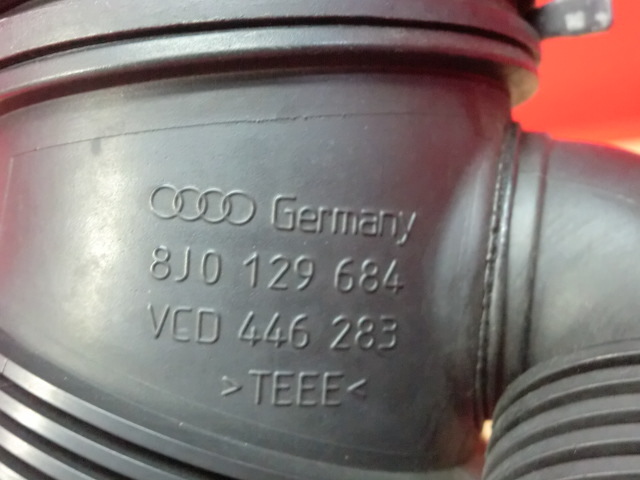 Germany
8J0 129 684
VCD 446 283
>TEEE<